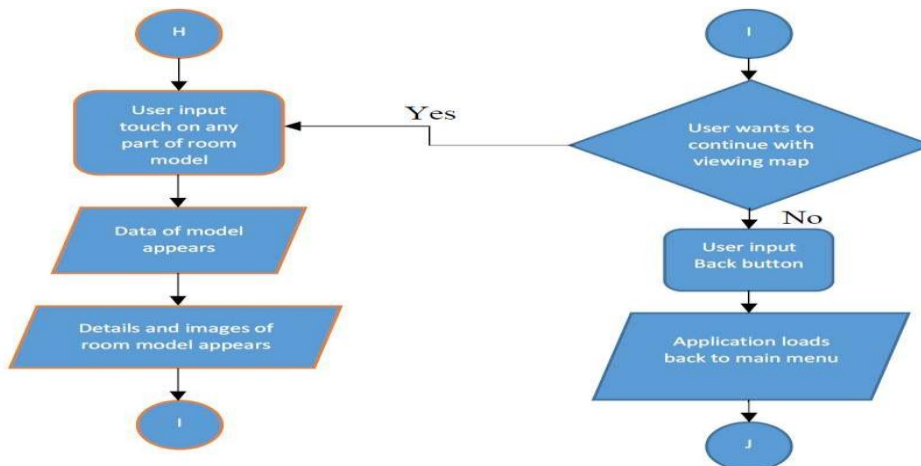 H
User input
touch on any
part of room
model
Data of model
appears
Details and images of
room model appears
I
Yes
I
User wants to
continue with
viewing map
No
User input
Back button
Application loads
back to main menu
J